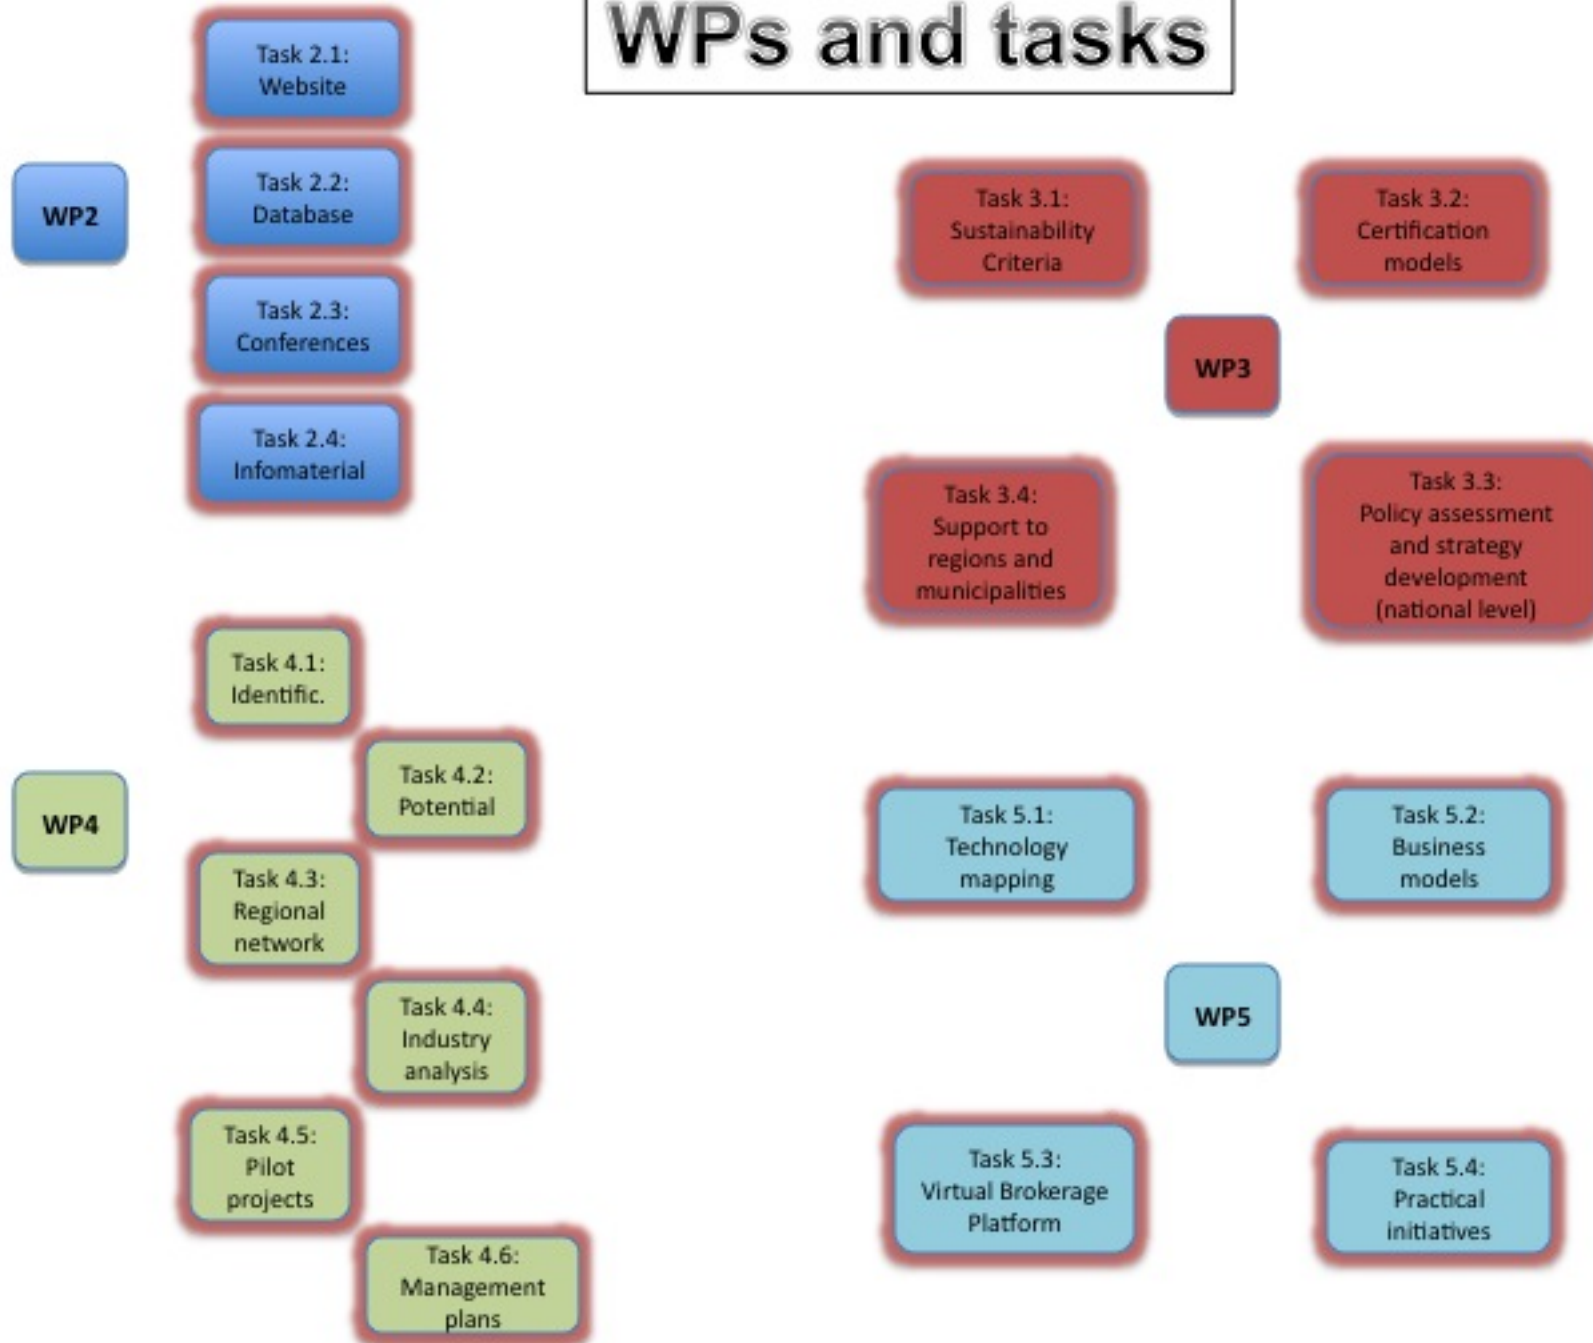 WPs and tasks
WP2
Task 2.1:
Website
Task 2.2:
Database
Task 2.3:
Conferences
Task 2.4:
Infomaterial
Task 3.1:
Sustainability
Criteria
Task 3.2:
Certification
models
WP3
Task 3.4:
Support to
regions and
municipalities
Task 3.3:
Policy assessment
and strategy
development
(national level)
WP4
Task 4.1:
Identific.
Task 4.2:
Potential
Task 4.3:
Regional
network
Task 4.4:
Industry
analysis
Task 4.5:
Pilot
projects
Task 4.6:
Management
plans
Task 5.1:
Technology
mapping
Task 5.2:
Business
models
WP5
Task 5.3:
Virtual Brokerage
Platform
Task 5.4:
Practical
initiatives